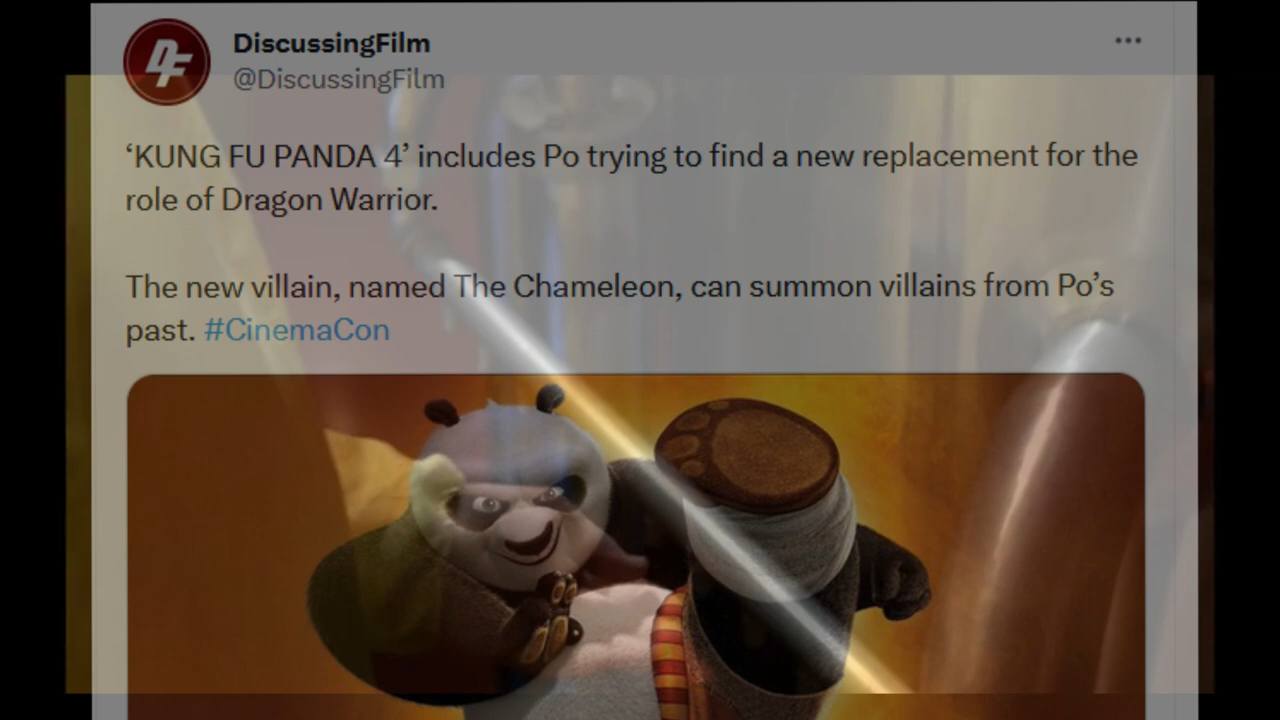 DF
DiscussingFilm
@DiscussingFilm
‘KUNG FU PANDA 4’ includes Po trying to find a new replacement for the
role of Dragon Warrior.
The new villain, named The Chameleon, can summon villains from Po’s
past. #CinemaCon